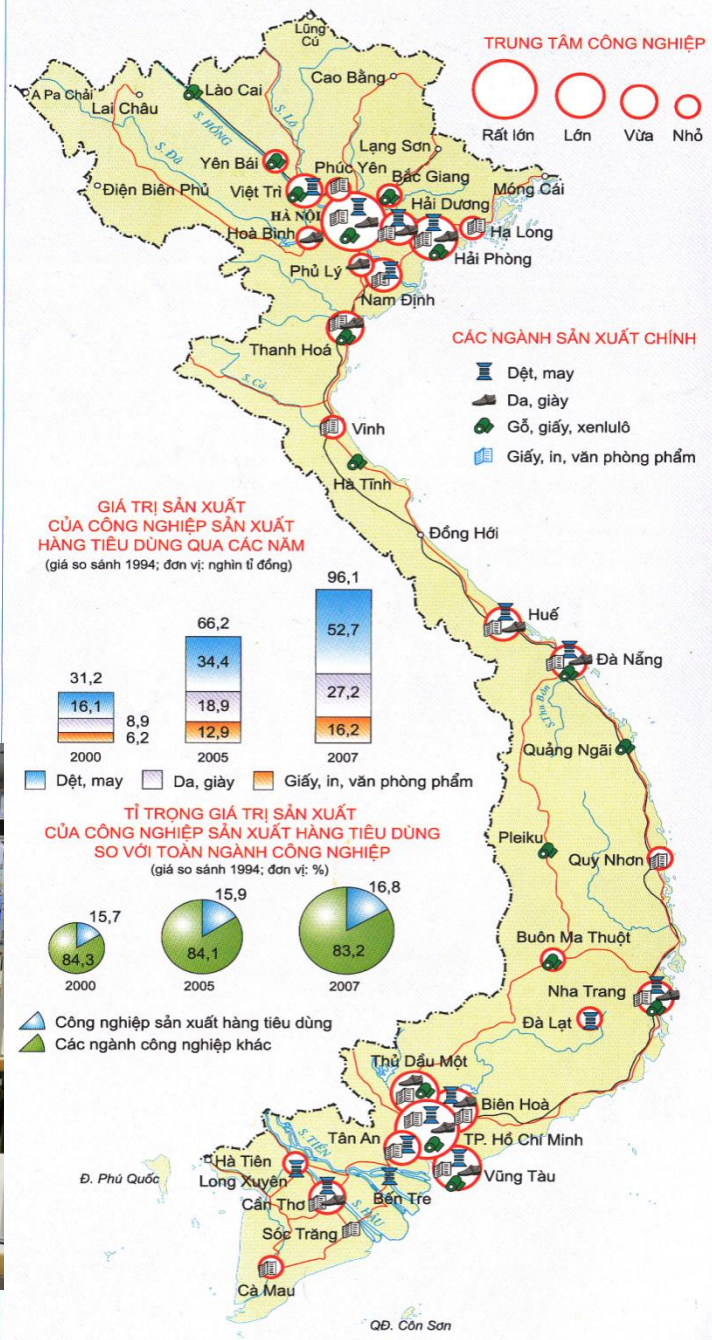 Lũng
Cú
A Pa Chải
Lai Châu
Lào Cai
Cao Bằng
S. HỒNG
S. Lô
S. Đà
Lạng Sơn
Yên Bái
Phúc Yên
Bắc Giang
Điện Biên Phủ
Việt Trì
Hải Dương
Móng Cái
HÀ NỘI
Hoà Bình
Hạ Long
Hải Phòng
Phủ Lý
Nam Định
Thanh Hoá
S. Cả
Vinh
Hà Tĩnh
Đồng Hới
Huế
Đà Nẵng
S. Thu Bồn
Quảng Ngãi
Pleiku
Quy Nhơn
Buôn Ma Thuột
Nha Trang
Đà Lạt
Thủ Dầu Một
Biên Hoà
Tân An
TP. Hồ Chí Minh
S. TIỀN
Hà Tiên
Đ. Phú Quốc
Long Xuyên
Vũng Tàu
Cần Thơ
Bến Tre
S. HẬU
Sóc Trăng
Cà Mau
QĐ. Côn Sơn
TRUNG TÂM CÔNG NGHIỆP
Rất lớn Lớn Vừa Nhỏ
CÁC NGÀNH SẢN XUẤT CHÍNH
Dệt, may
Da, giày
Gỗ, giấy, xenlulô
Giấy, in, văn phòng phẩm
GIÁ TRỊ SẢN XUẤT
CỦA CÔNG NGHIỆP SẢN XUẤT
HÀNG TIÊU DÙNG QUA CÁC NĂM
(giá so sánh 1994; đơn vị: nghìn tỉ đồng)
31,2
16,1
8,9
6,2
2000
66,2
34,4
18,9
12,9
2005
96,1
52,7
27,2
16,2
2007
Dệt, may Da, giày Giấy, in, văn phòng phẩm
TỈ TRỌNG GIÁ TRỊ SẢN XUẤT
CỦA CÔNG NGHIỆP SẢN XUẤT HÀNG TIÊU DÙNG
SO VỚI TOÀN NGÀNH CÔNG NGHIỆP
(giá so sánh 1994; đơn vị: %)
15,7
84,3
2000
15,9
84,1
2005
16,8
83,2
2007
Công nghiệp sản xuất hàng tiêu dùng
Các ngành công nghiệp khác